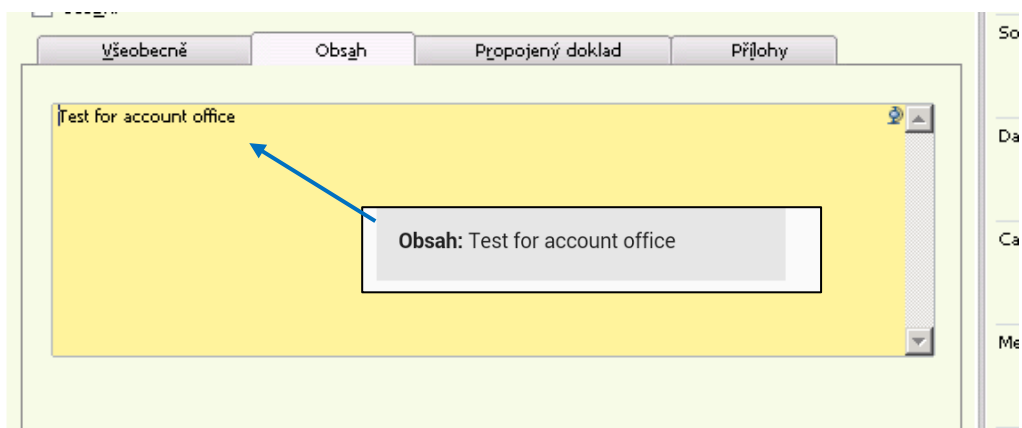 So
Všeobecně Obsah Propojený doklad Přílohy
Test for account office
Da
Obsah: Test for account office
Ca
Me